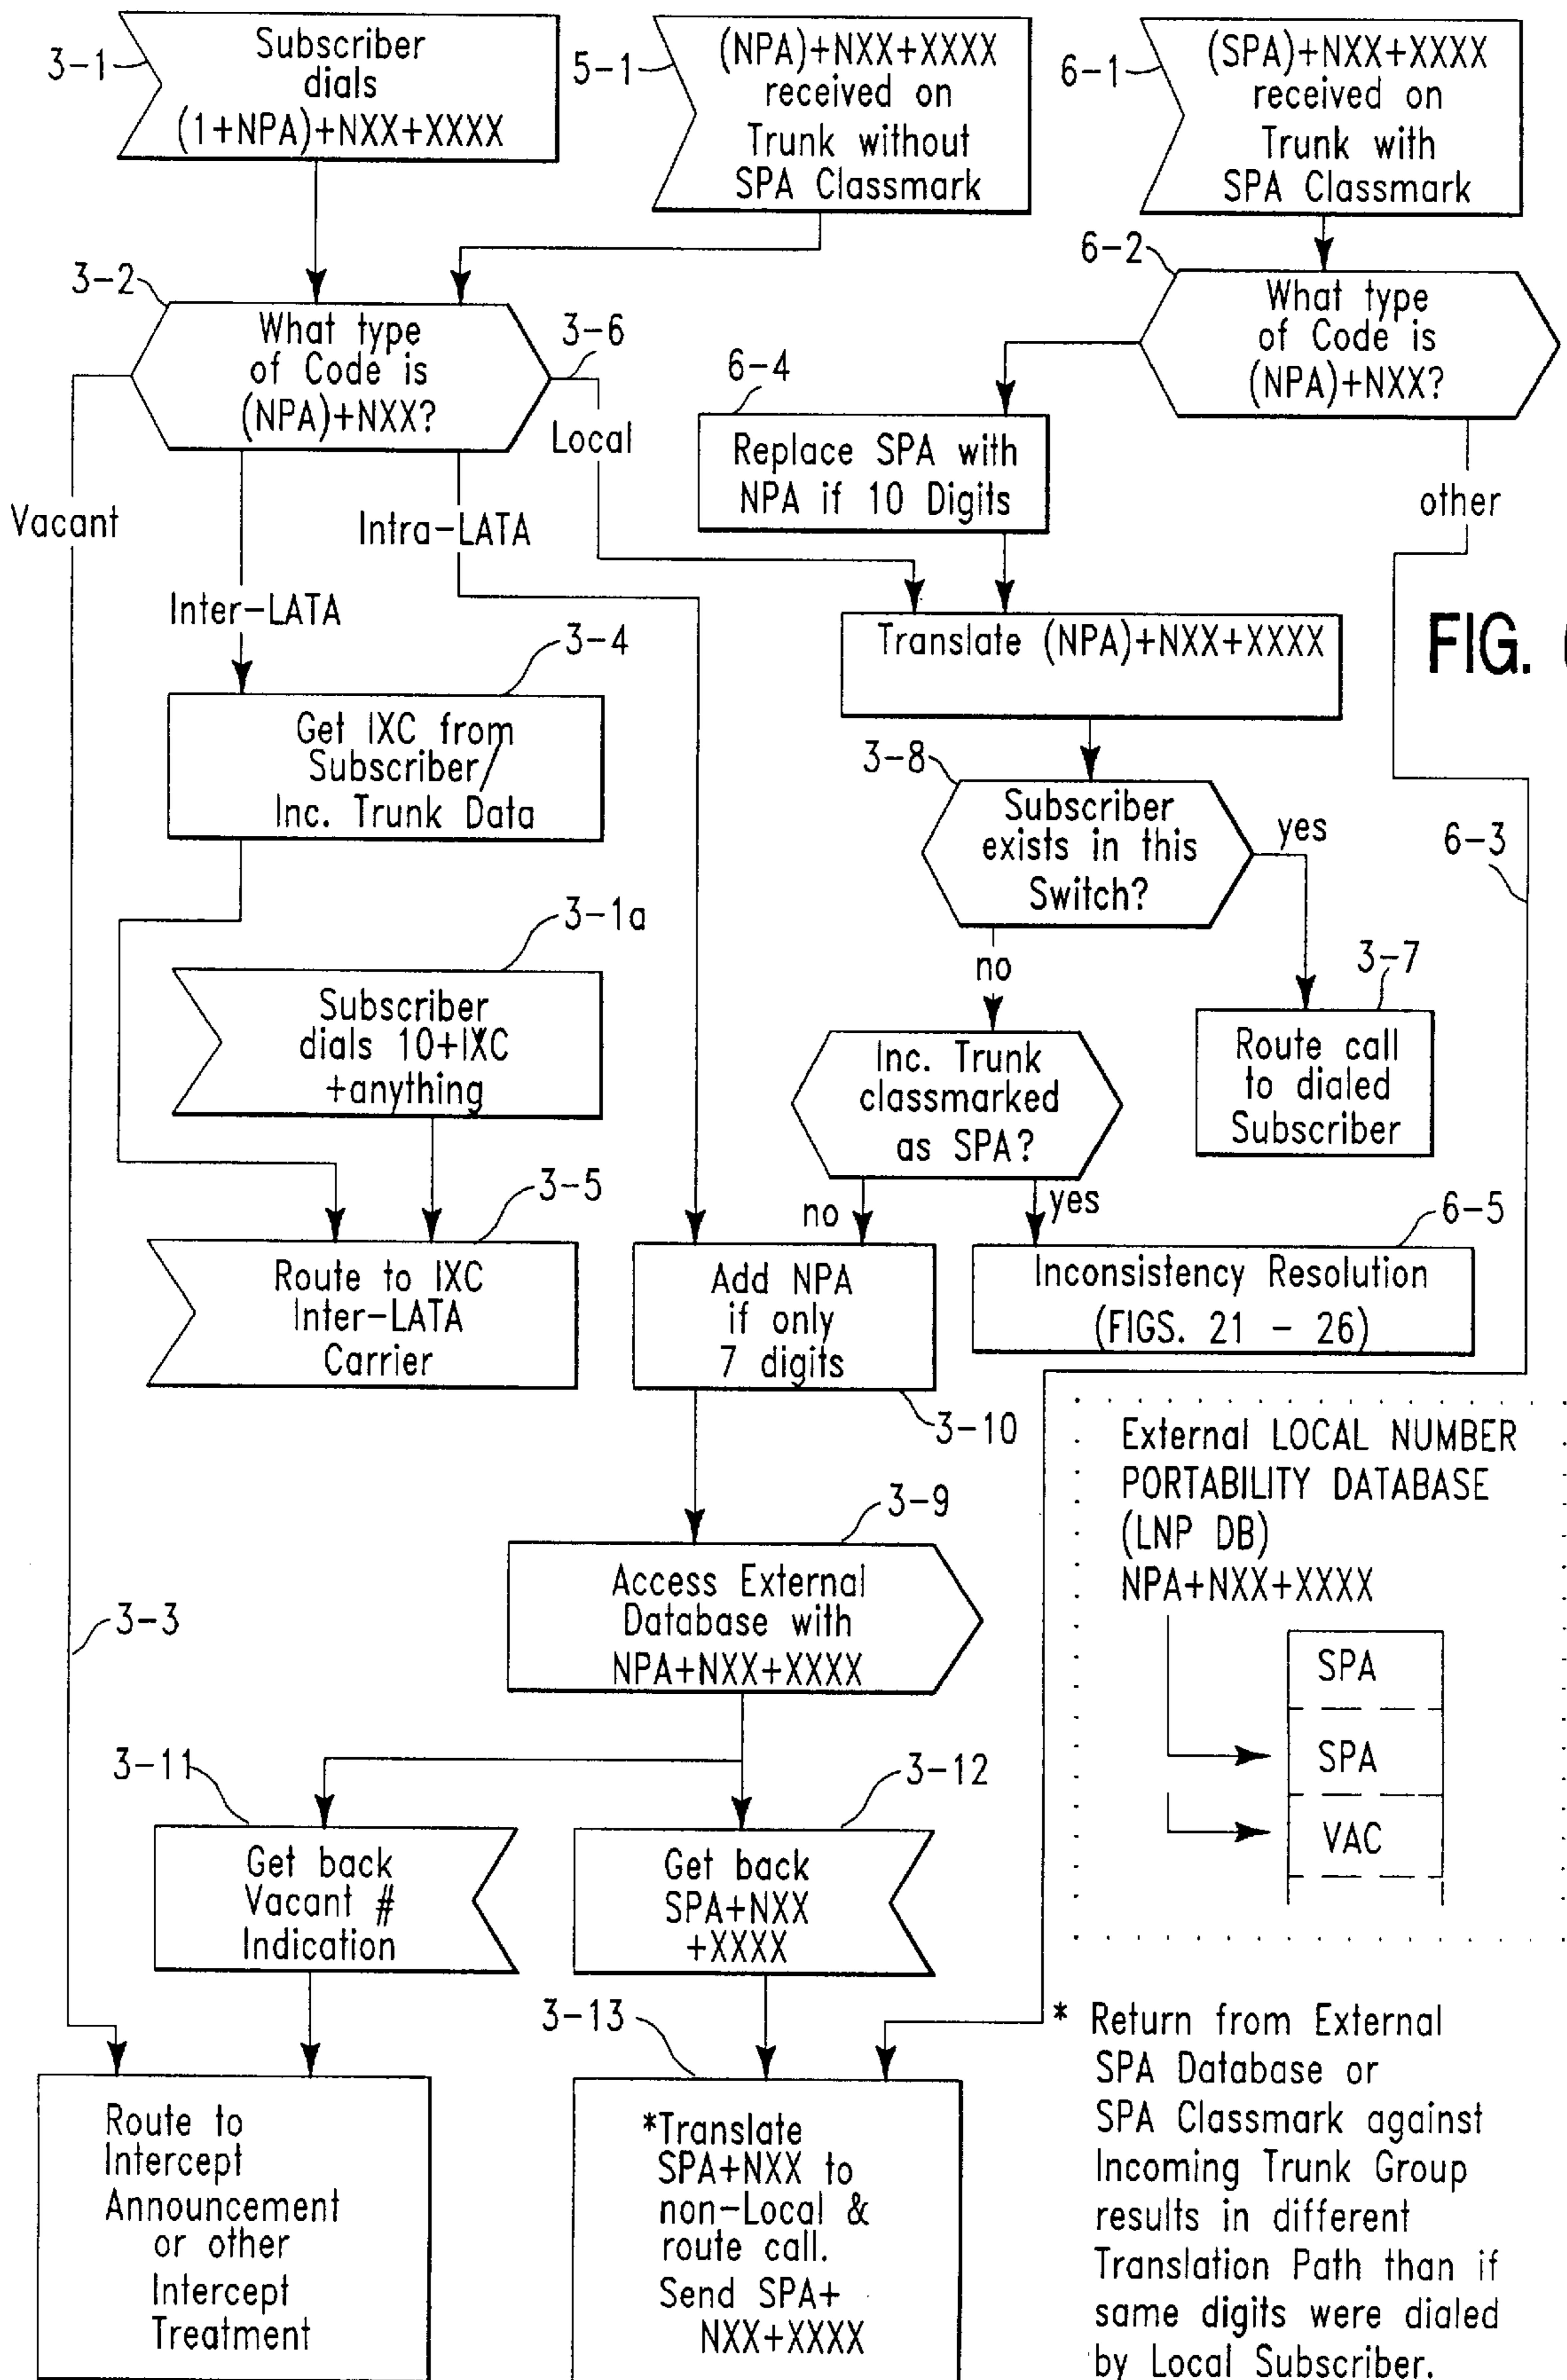 3-1
Subscriber
dials
(1+NPA)+NXX+XXXX
5-1
(NPA)+NXX+XXXX
received on
Trunk without
SPA Classmark
6-1
(SPA)+NXX+XXXX
received on
Trunk with
SPA Classmark
3-2
What type
of Code is
(NPA)+NXX?
3-6
Local
6-2
What type
of Code is
(NPA)+NXX?
6-4
Replace SPA with
NPA if 10 Digits
other
Vacant
Intra-LATA
Inter-LATA
Translate (NPA)+NXX+XXXX
FIG.
3-4
Get IXC from
Subscriber/
Inc. Trunk Data
3-8
Subscriber
exists in this
Switch?
yes
6-3
no
3-1a
Subscriber
dials 10+IXC
+anything
3-7
Route call
to dialed
Subscriber
Inc. Trunk
classmarked
as SPA?
no
yes
3-5
Route to IXC
Inter-LATA
Carrier
6-5
Inconsistency Resolution
(FIGS. 21 - 26)
Add NPA
if only
7 digits
3-10
External LOCAL NUMBER
PORTABILITY DATABASE
(LNP DB)
NPA+NXX+XXXX
SPA
SPA
VAC
3-9
Access External
Database with
NPA+NXX+XXXX
3-3
3-11
Get back
Vacant #
Indication
3-12
Get back
SPA+NXX
+XXXX
3-13
Route to
Intercept
Announcement
or other
Intercept
Treatment
*Translate
SPA+NXX to
non-Local &
route call.
Send SPA+
NXX+XXXX
* Return from External
SPA Database or
SPA Classmark against
Incoming Trunk Group
results in different
Translation Path than if
same digits were dialed
by Local Subscriber.